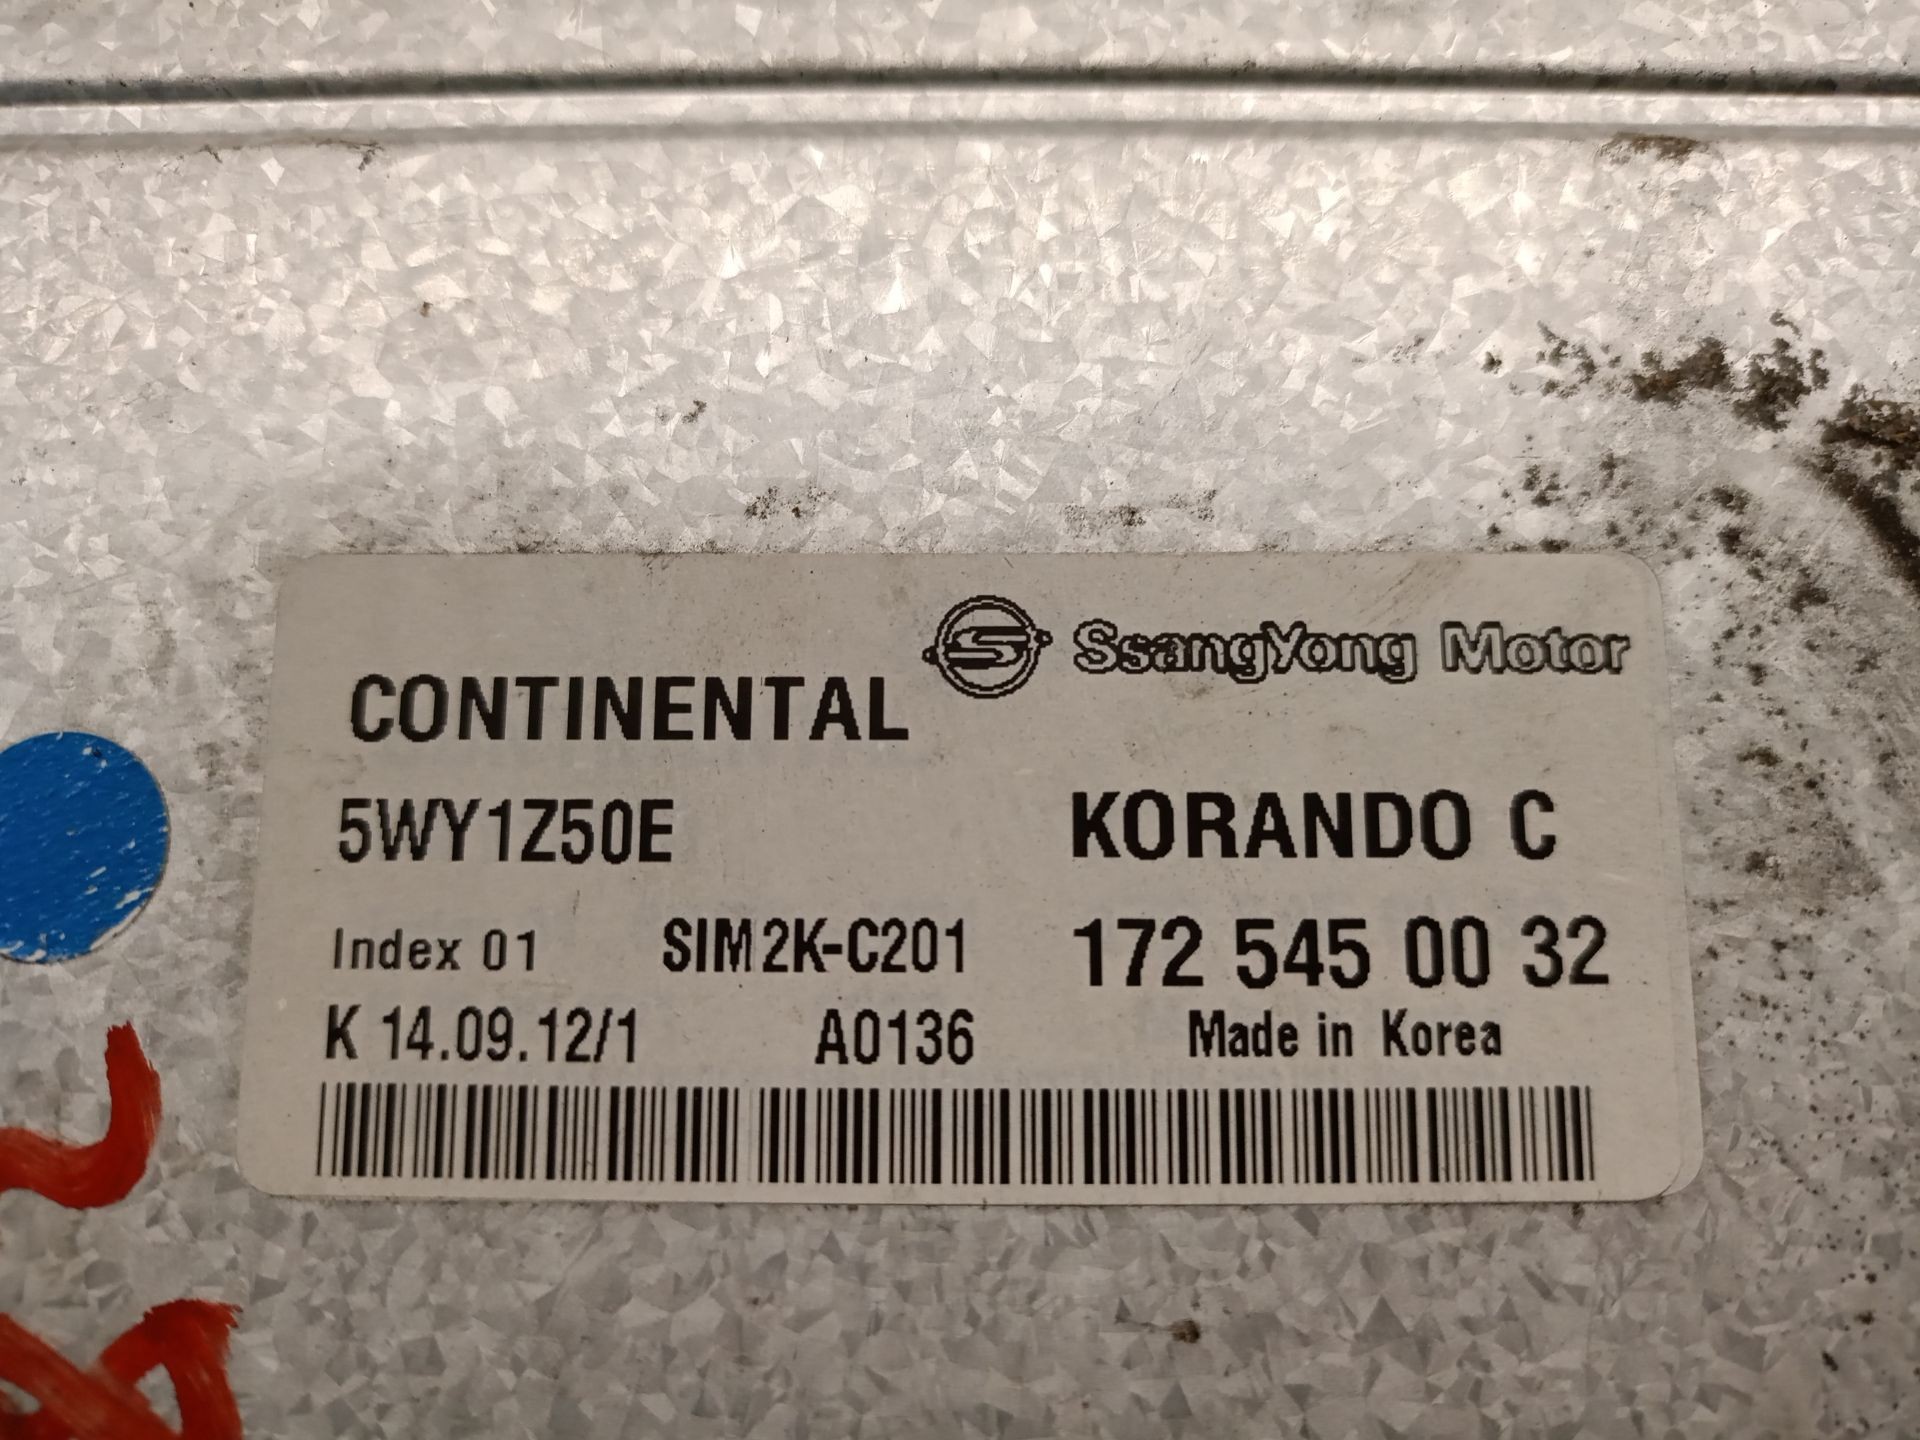 SsangYong Motor
CONTINENTAL
5WY1Z50E KORANDO C
Index 01 SIM2K-C201 172 545 00 32
K 14.09.12/1 A0136 Made in Korea